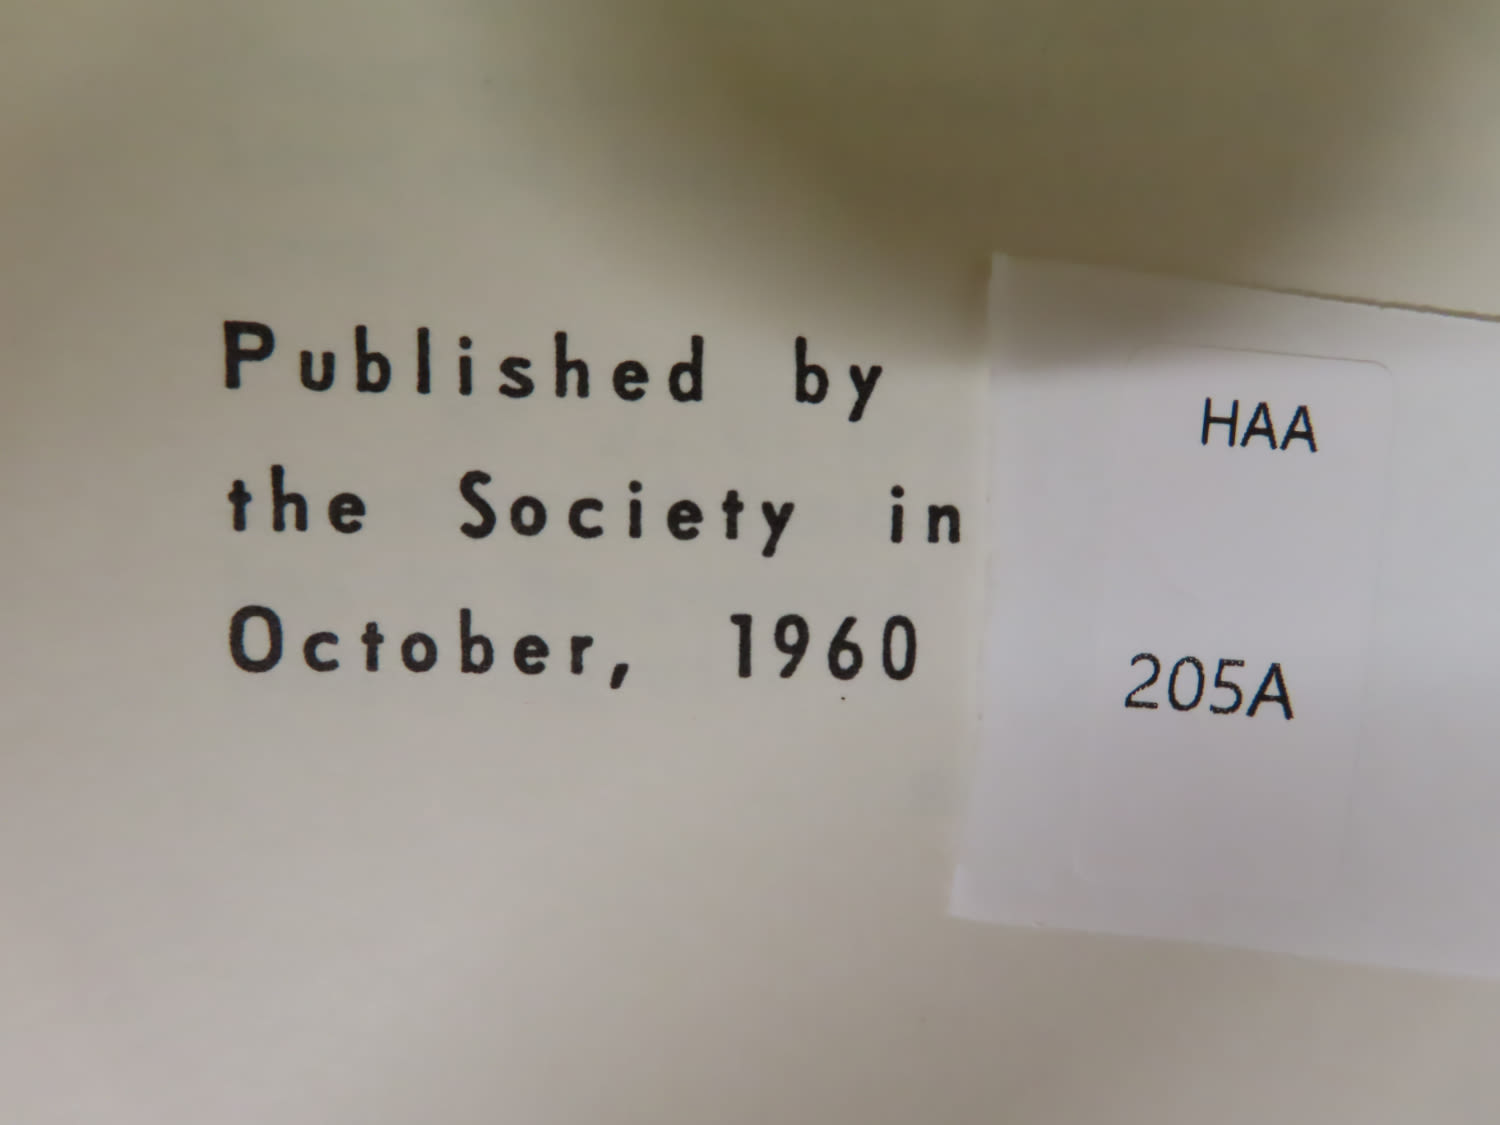 Published by
the Society in
October, 1960
HAA
205A